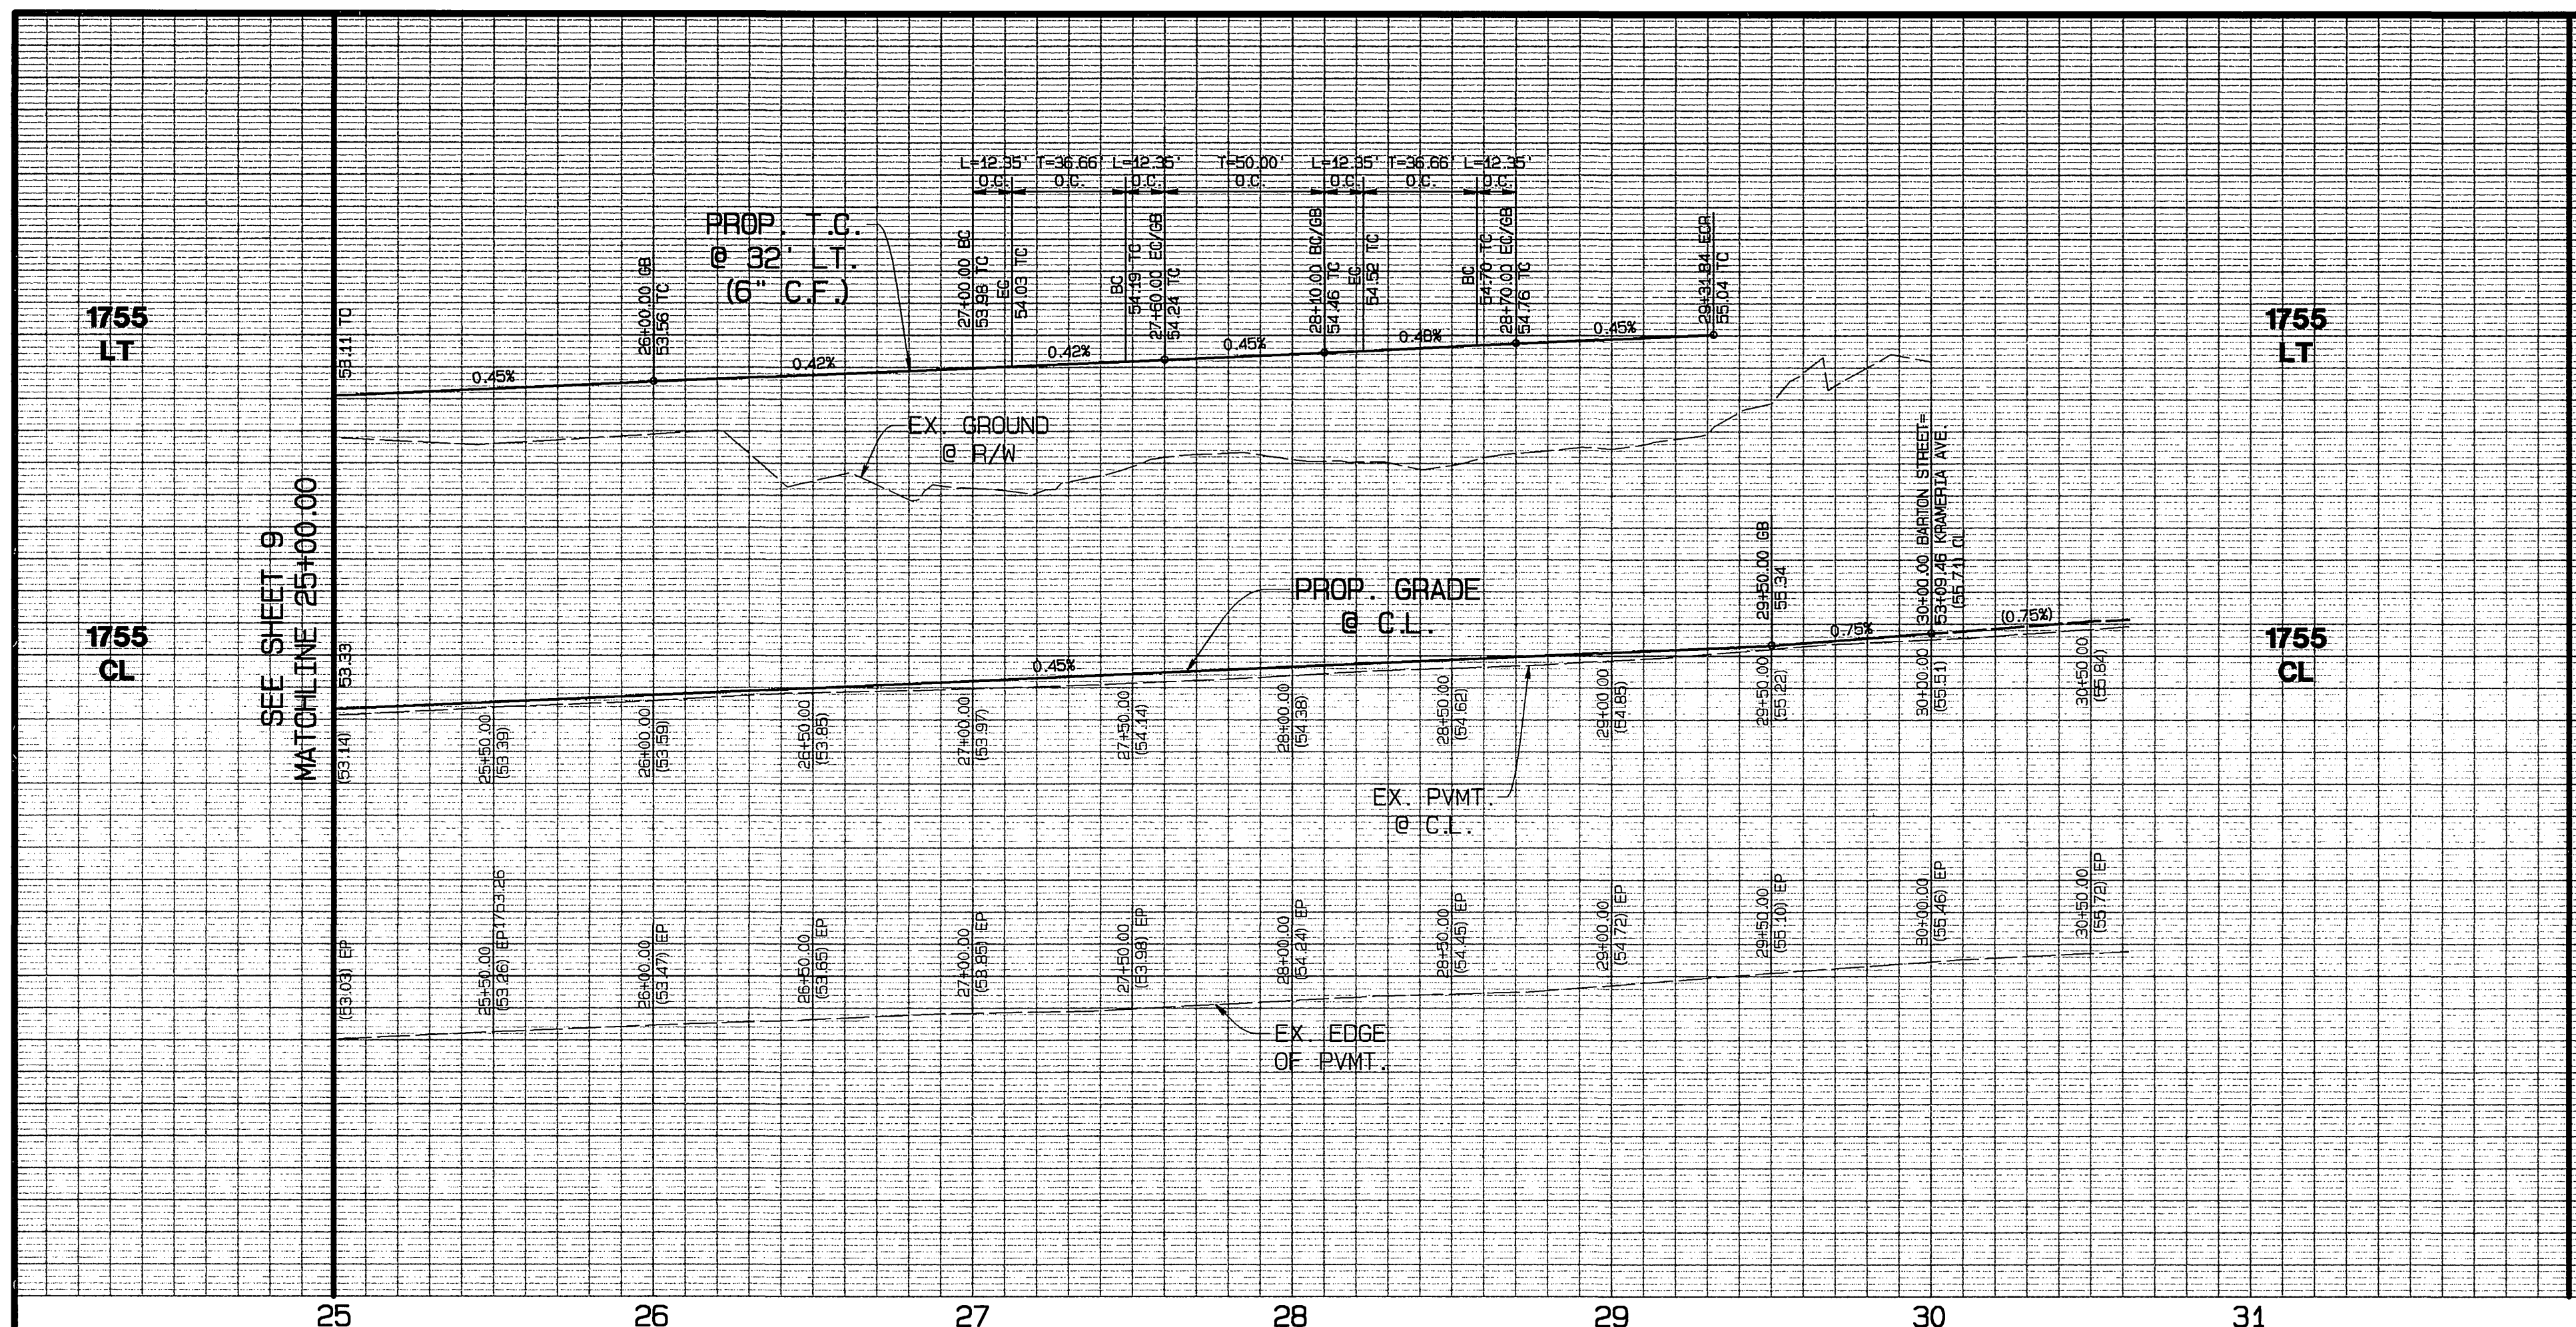 L=12.35' T=36.66' L=12.35' T=50.00' L=12.35' T=36.66' L=12.35'
O.C. O.C. O.C. O.C. O.C. O.C. O.C.
PROP. T.C.
@ 32' LT.
(6" C.F.)
1755
LT
53.11 TC
26+00.00 GB
53.56 TC
27+00.00 BC
53.98 TC
EC
54.03 TC
BC
54.19 TC
27+60.00 EC/GB
54.24 TC
28+10.00 BC/GB
54.46 TC
EC
54.52 TC
BC
54.70 TC
28+70.00 EC/GB
54.76 TC
29+31.84 ECR
55.04 TC
1755
LT
0.45%
0.42%
0.42%
0.45%
0.48%
0.45%
EX. GROUND
@ R/W
SEE SHEET 9
MATCHLINE 25+00.00
1755
CL
53.33
PROP. GRADE
@ C.L.
29+50.00 GB
55.34
30+00.00 BARTON STREET=
53+09.46 KRAMERIA AVE.
(55.71) CL
0.45%
0.75%
(0.75%)
1755
CL
(53.14)
25+50.00
(53.39)
26+00.00
(53.59)
26+50.00
(53.85)
27+00.00
(53.97)
27+50.00
(54.14)
28+00.00
(54.38)
28+50.00
(54.62)
29+00.00
(54.85)
29+50.00
(55.22)
30+00.00
(55.51)
30+50.00
(55.84)
EX. PVMT.
@ C.L.
(53.03) EP
25+50.00
(53.26) EP1753.26
26+00.00
(53.47) EP
26+50.00
(53.65) EP
27+00.00
(53.85) EP
27+50.00
(53.98) EP
28+00.00
(54.24) EP
28+50.00
(54.45) EP
29+00.00
(54.72) EP
29+50.00
(55.10) EP
30+00.00
(55.46) EP
30+50.00
(55.72) EP
EX. EDGE
OF PVMT.
25 26 27 28 29 30 31